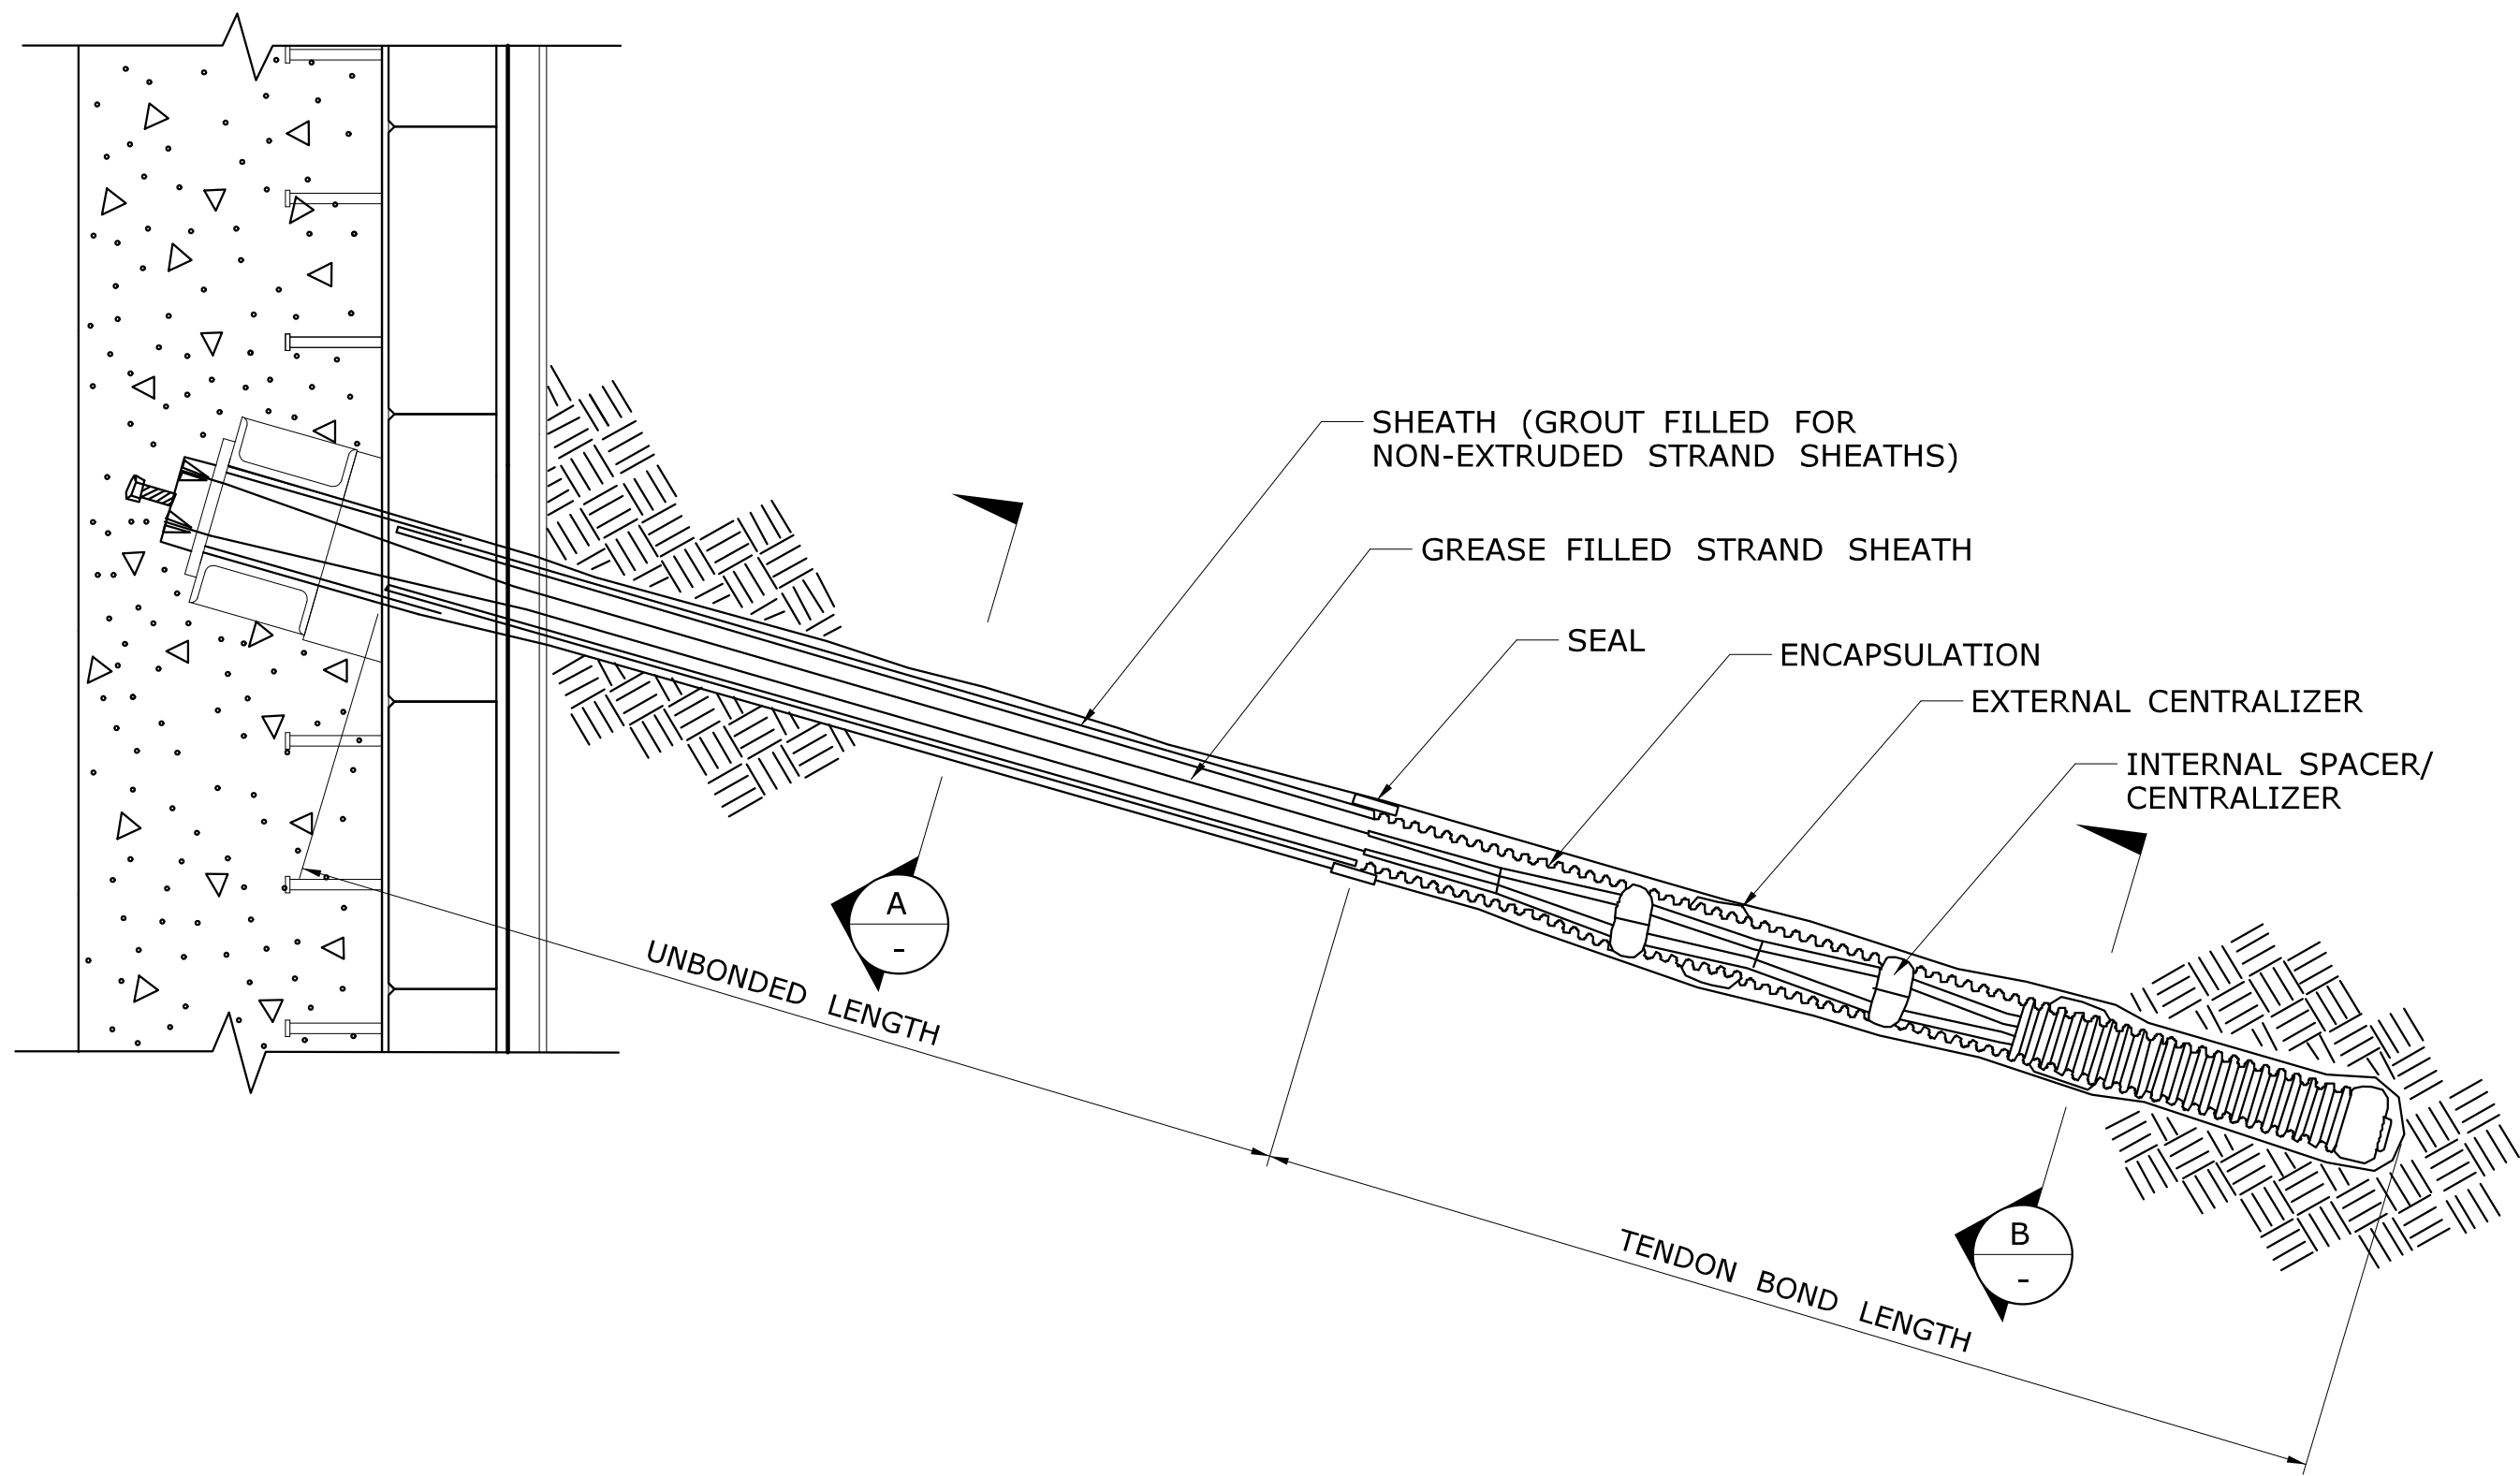 SHEATH (GROUT FILLED FOR
NON-EXTRUDED STRAND SHEATHS)
GREASE FILLED STRAND SHEATH
SEAL
ENCAPSULATION
EXTERNAL CENTRALIZER
INTERNAL SPACER/
CENTRALIZER
A
-
UNBONDED LENGTH
B
-
TENDON BOND LENGTH